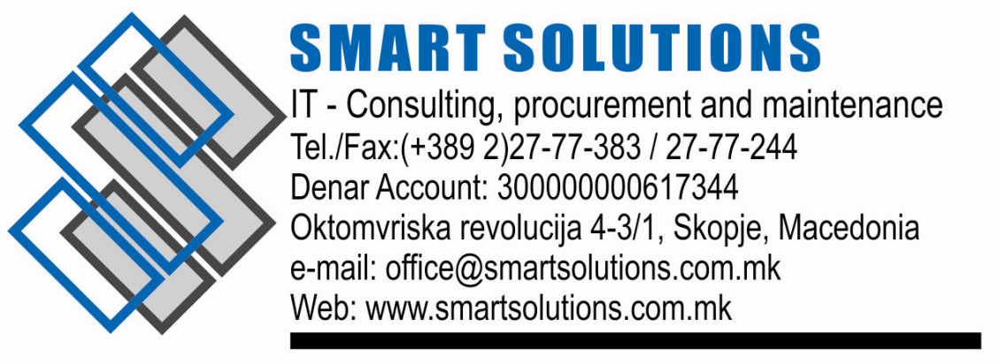 SMART SOLUTIONS
IT - Consulting, procurement and maintenance
Tel./Fax:(+389 2)27-77-383 / 27-77-244
Denar Account: 300000000617344
Oktomvriska revolucija 4-3/1, Skopje, Macedonia
e-mail: office@smartsolutions.com.mk
Web: www.smartsolutions.com.mk